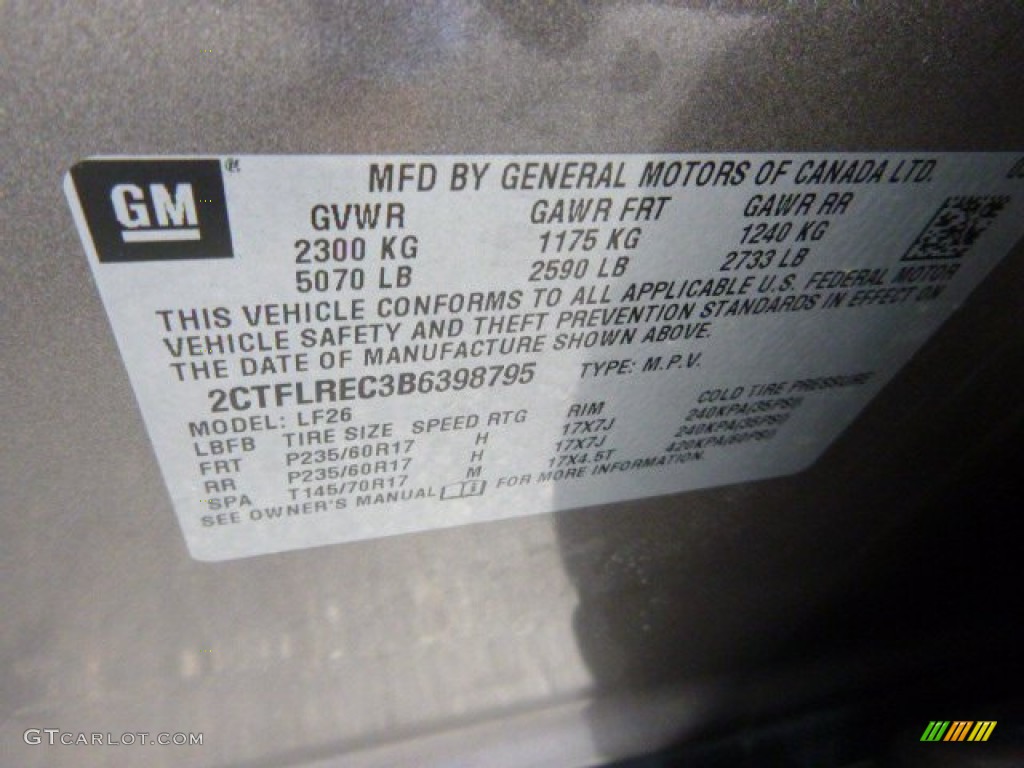 GM
MFD BY GENERAL MOTORS OF CANADA LTD.
GVWR GAWR FRT GAWR RR
2300 KG 1175 KG 1240 KG
5070 LB 2590 LB 2733 LB
THIS VEHICLE CONFORMS TO ALL APPLICABLE U.S. FEDERAL MOTOR
VEHICLE SAFETY AND THEFT PREVENTION STANDARDS IN EFFECT ON
THE DATE OF MANUFACTURE SHOWN ABOVE.
2CTFLREC3B6398795 TYPE: M.P.V.
MODEL: LF26
LBFB TIRE SIZE SPEED RTG RIM COLD TIRE PRESSURE
FRT P235/60R17 H 17X7J 240KPA(35PSI)
RR P235/60R17 H 17X7J 240KPA(35PSI)
SPA T145/70R17 M 17X4.5T 420KPA(60PSI)
SEE OWNER'S MANUAL FOR MORE INFORMATION.
GTCARLOT.COM